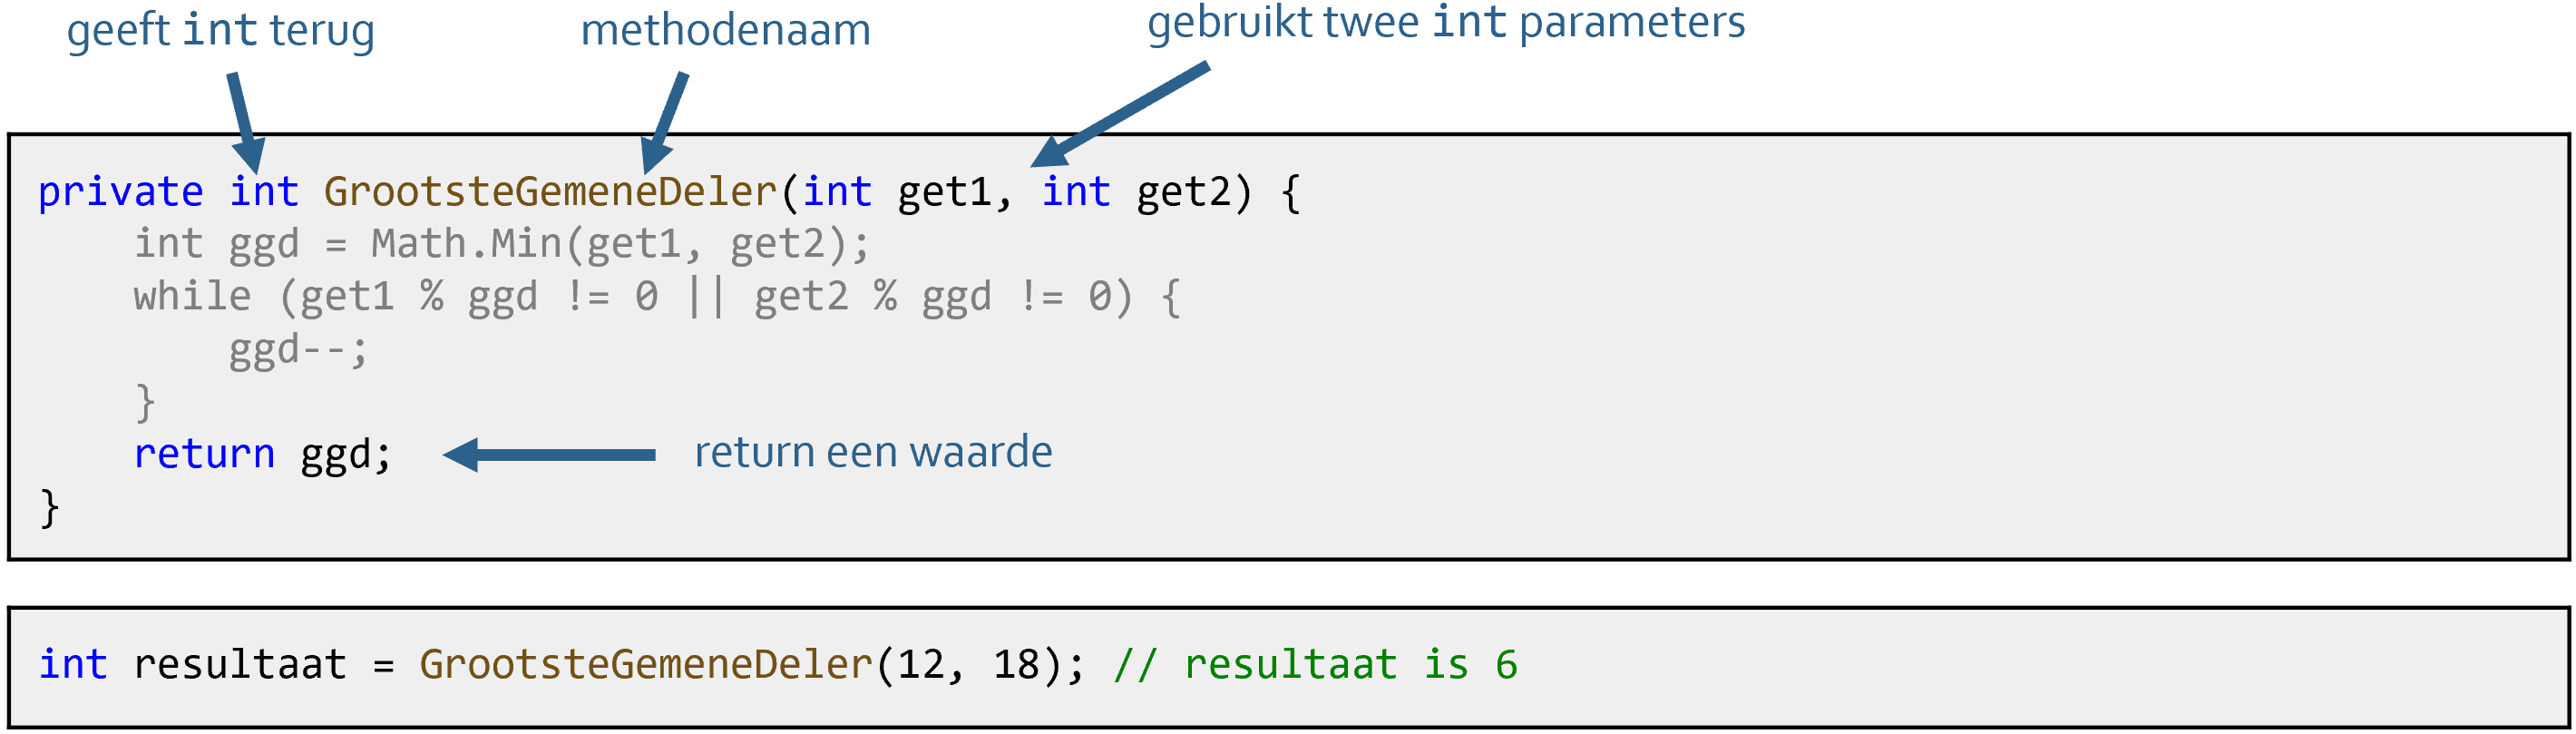 geeft int terug methodenaam gebruikt twee int parameters
private int GrootsteGemeneDeler(int get1, int get2) {
    int ggd = Math.Min(get1, get2);
    while (get1 % ggd != 0 || get2 % ggd != 0) {
        ggd--;
    }
    return ggd; return een waarde
}
int resultaat = GrootsteGemeneDeler(12, 18); // resultaat is 6